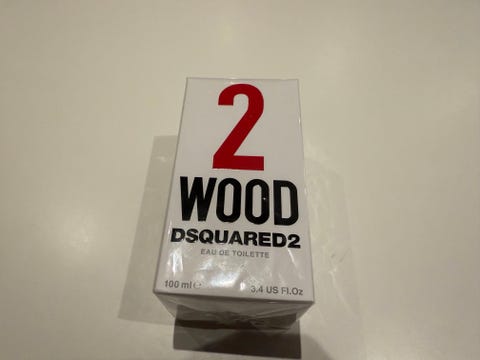 2
WOOD
DSQUARED2
EAU DE TOILETTE
100 ml ℮ 3.4 US Fl.Oz